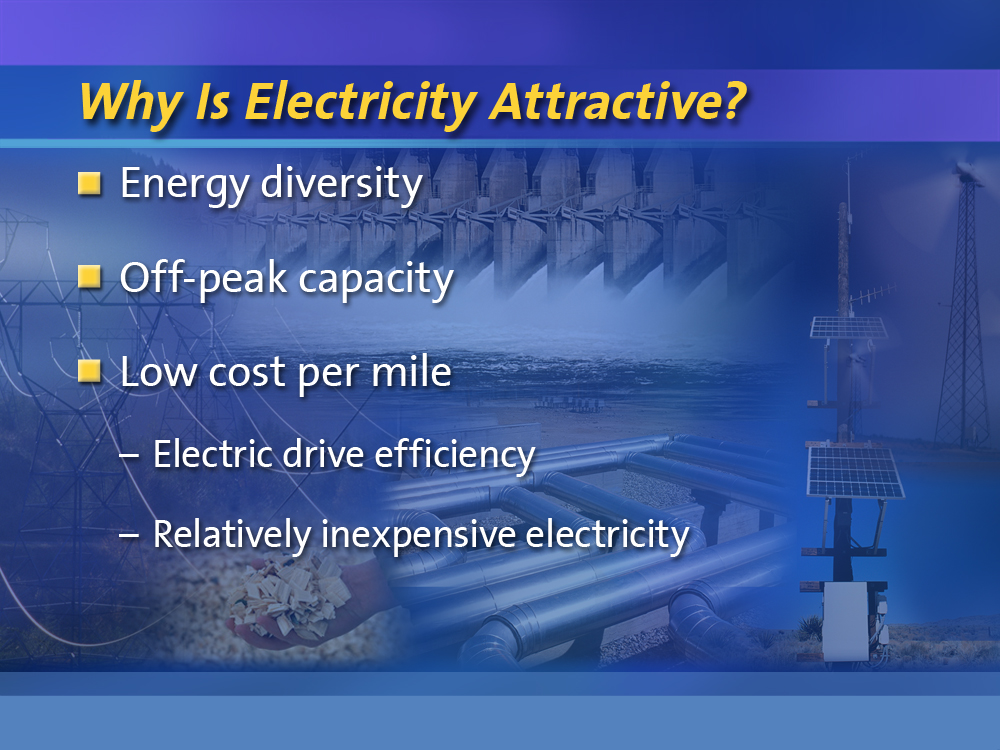 Why Is Electricity Attractive?
Energy diversity
Off-peak capacity
Low cost per mile
– Electric drive efficiency
– Relatively inexpensive electricity